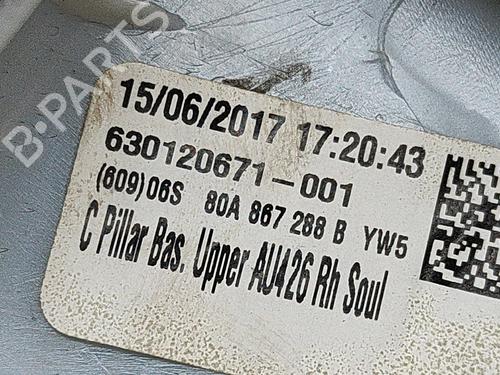 B-PARTS
15/06/2017 17:20:43
630120671-001
(609) 06S 80A 867 288 B YW5
C Pillar Bas. Upper AU426 Rh Soul